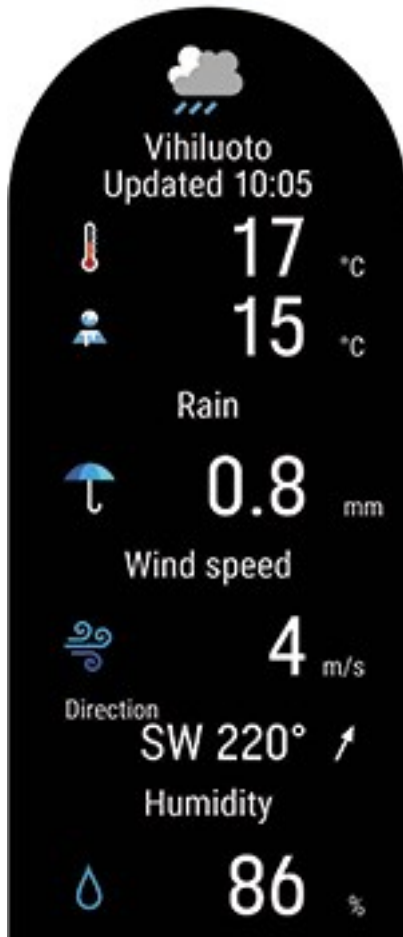 Vihiluoto
Updated 10:05
17 °C
15 °C
Rain
0.8 mm
Wind speed
4 m/s
Direction
SW 220°
Humidity
86 %